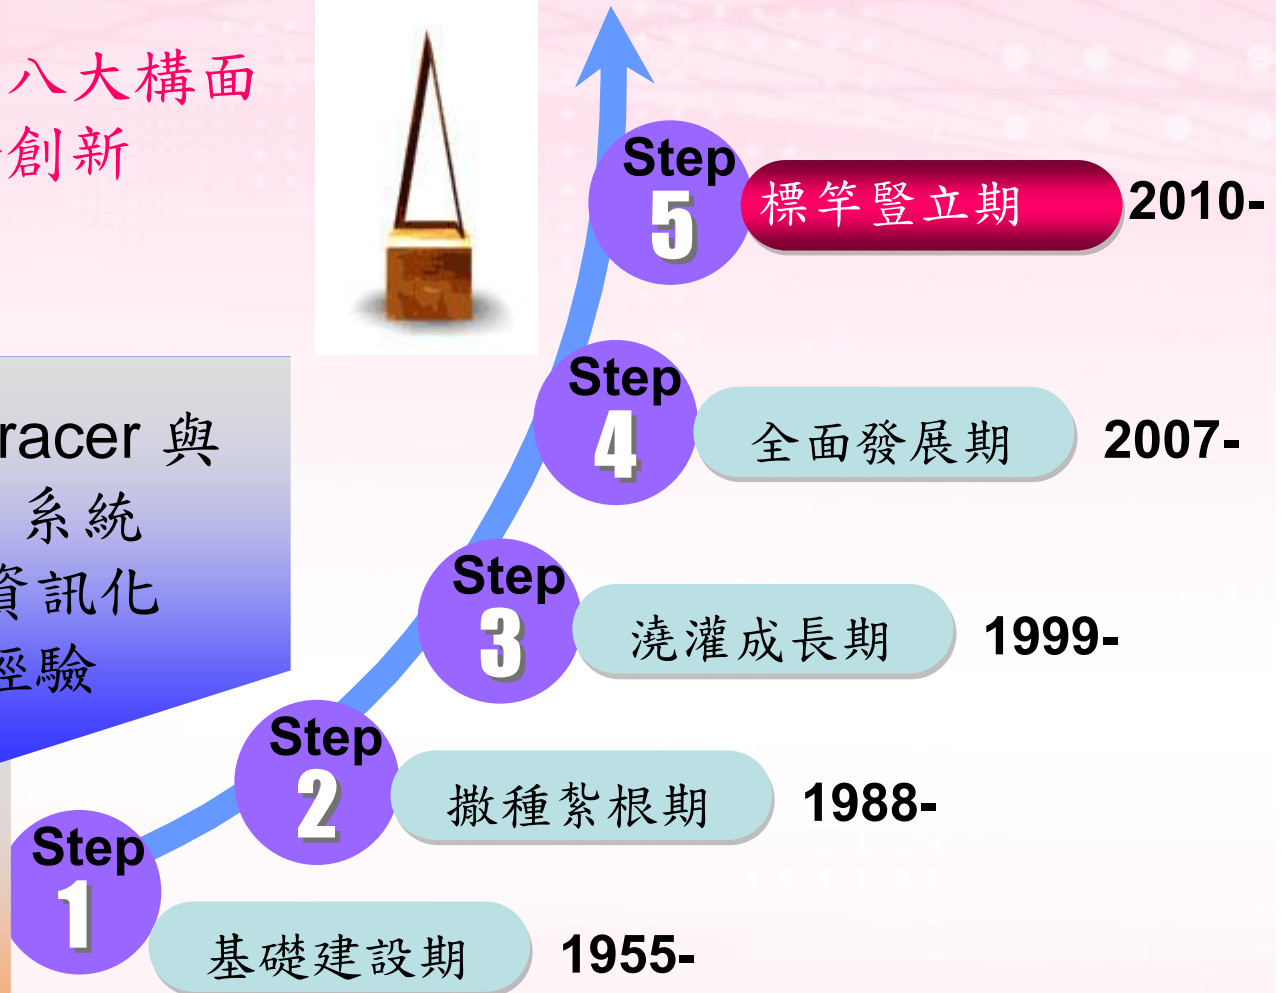 八大構面
創新
racer 與
系統
資訊化
經驗
Step
5
標竿豎立期
2010-
Step
4
全面發展期
2007-
Step
3
澆灌成長期
1999-
Step
2
撒種紮根期
1988-
Step
1
基礎建設期
1955-